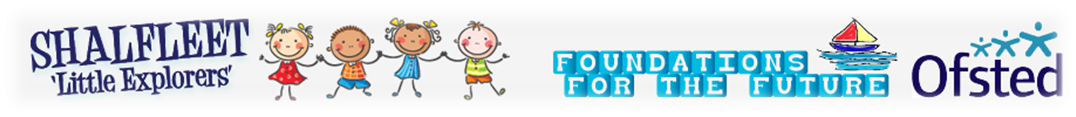 SHALFLEET
'Little Explorers'
FOUNDATIONS
FOR THE FUTURE
Ofsted